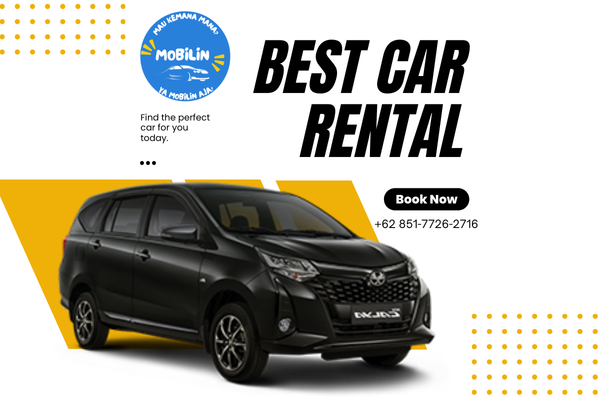 MAU KEMANA MANA?
MOBILIN
YA MOBILIN AJA!
BEST CAR
RENTAL
Find the perfect
car for you
today.
Book Now
+62 851-7726-2716